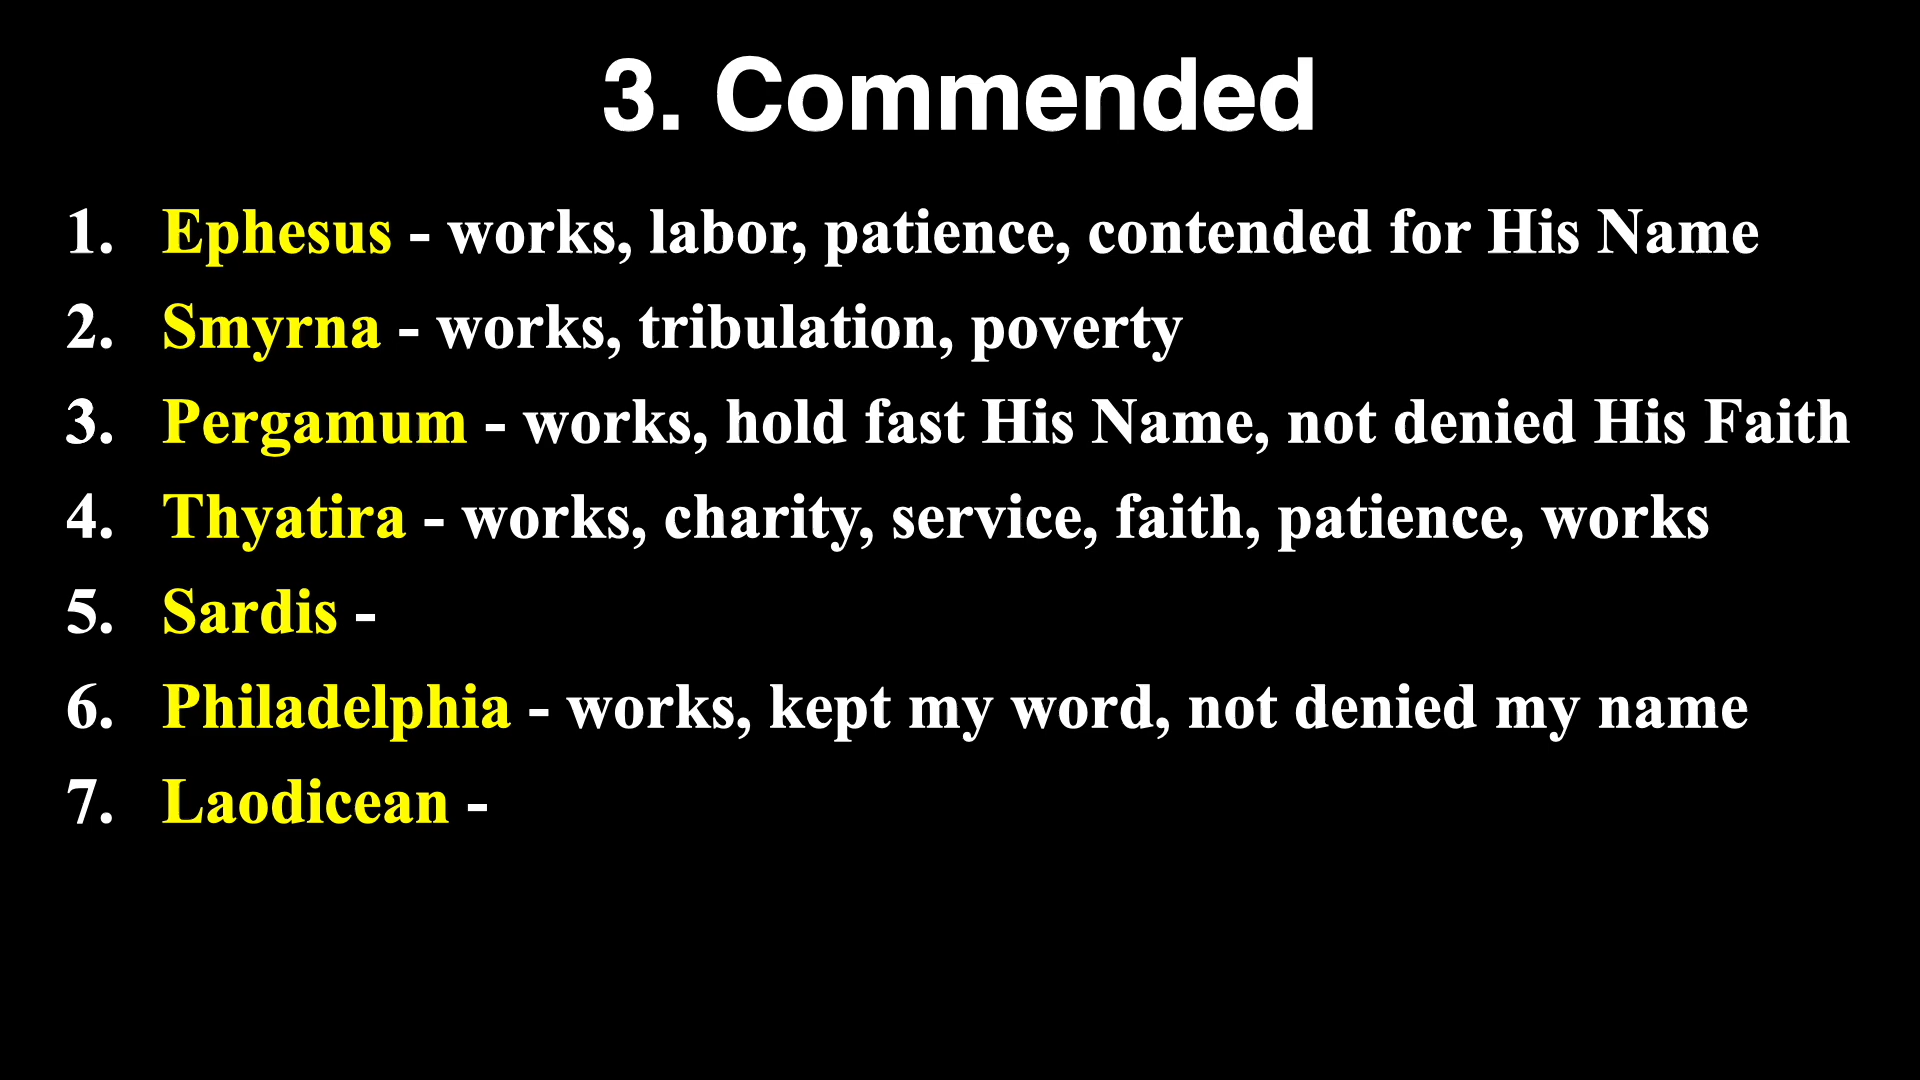 3. Commended
1. Ephesus - works, labor, patience, contended for His Name
2. Smyrna - works, tribulation, poverty
3. Pergamum - works, hold fast His Name, not denied His Faith
4. Thyatira - works, charity, service, faith, patience, works
5. Sardis -
6. Philadelphia - works, kept my word, not denied my name
7. Laodicean -